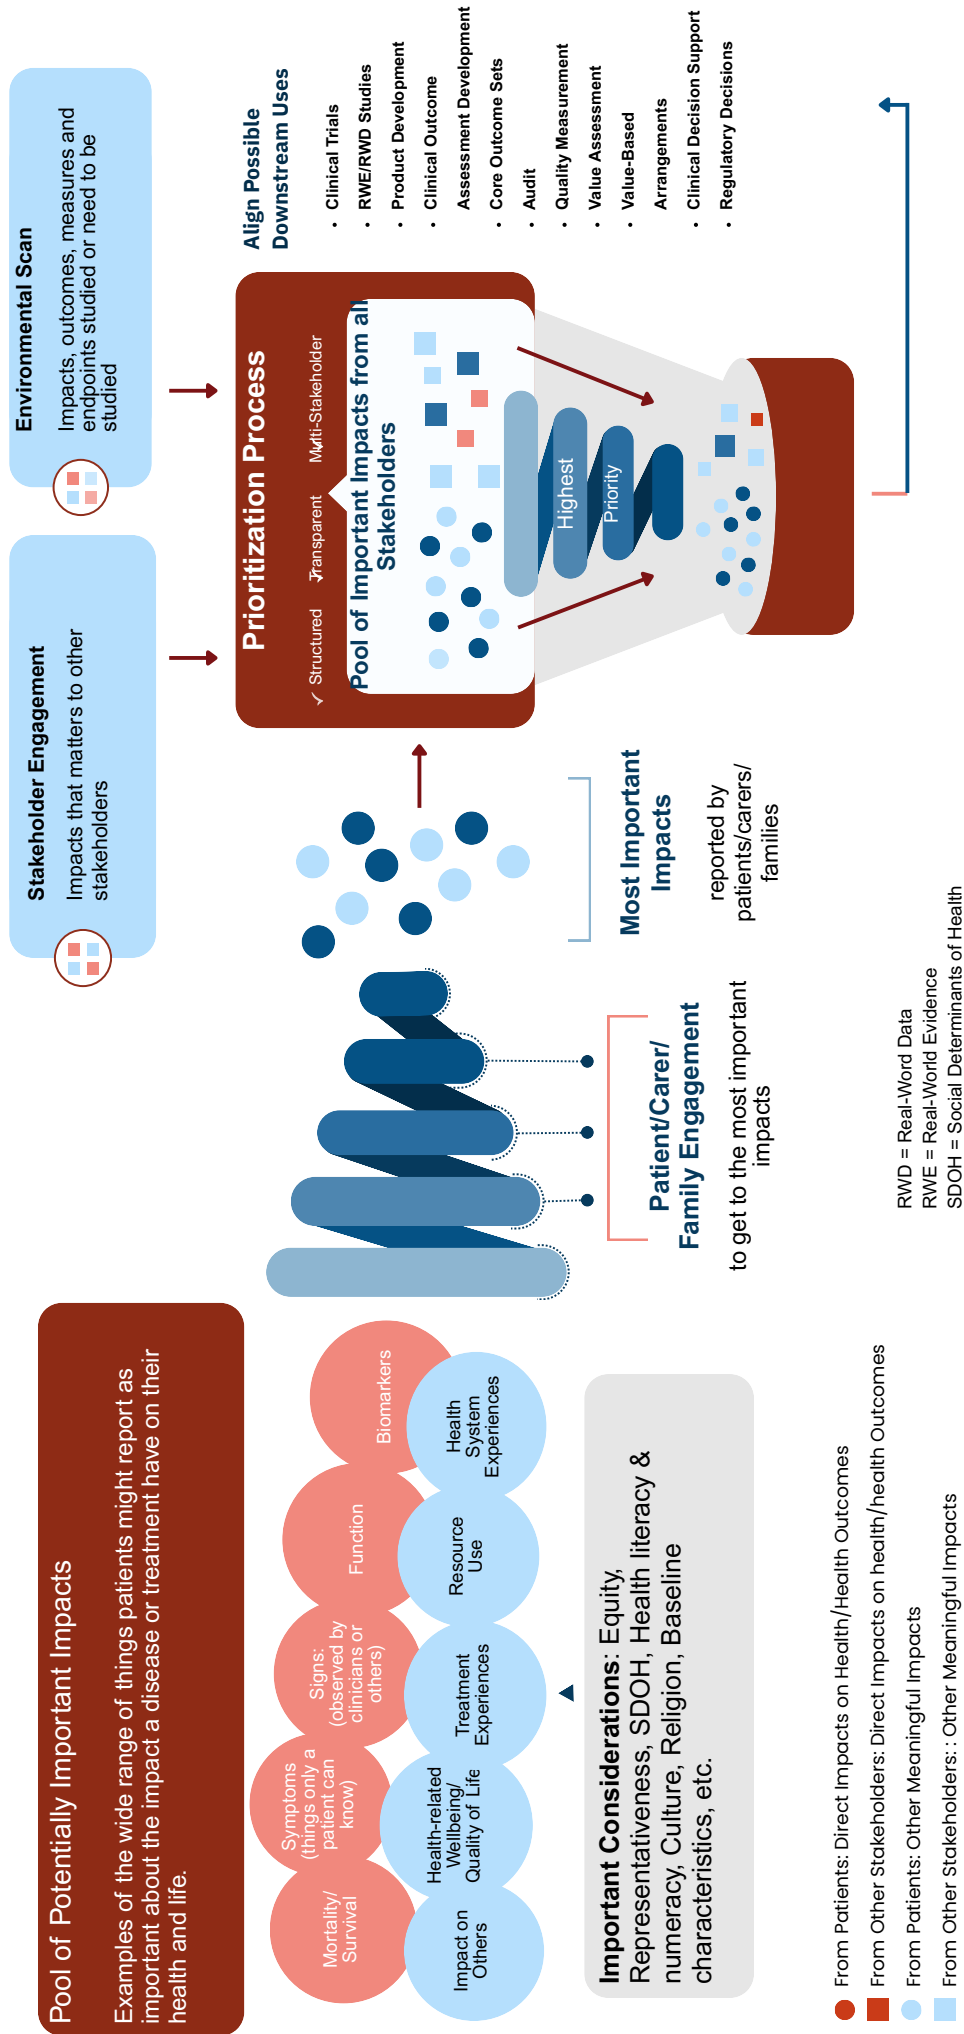 Pool of Potentially Important Impacts
Examples of the wide range of things patients might report as
important about the impact a disease or treatment have on their
health and life.
Mortality/
Survival
Symptoms
(things only a
patient can
know)
Signs:
(observed by
clinicians or
others)
Function
Biomarkers
Impact on
Others
Health-related
Wellbeing/
Quality of Life
Treatment
Experiences
Resource
Use
Health
System
Experiences
Important Considerations: Equity,
Representativeness, SDOH, Health literacy &
numeracy, Culture, Religion, Baseline
characteristics, etc.
Patient/Carer/
Family Engagement
to get to the most important
impacts
Most Important
Impacts
reported by
patients/carers/
families
Stakeholder Engagement
Impacts that matters to other
stakeholders
Environmental Scan
Impacts, outcomes, measures and
endpoints studied or need to be
studied
Prioritization Process
✓ Structured ✓ Transparent ✓ Multi-Stakeholder
Pool of Important Impacts from all
Stakeholders
Highest
Priority
Align Possible
Downstream Uses
• Clinical Trials
• RWE/RWD Studies
• Product Development
• Clinical Outcome
Assessment Development
• Core Outcome Sets
• Audit
• Quality Measurement
• Value Assessment
• Value-Based
Arrangements
• Clinical Decision Support
• Regulatory Decisions
From Patients: Direct Impacts on Health/Health Outcomes
From Other Stakeholders: Direct Impacts on health/health Outcomes
From Patients: Other Meaningful Impacts
From Other Stakeholders: : Other Meaningful Impacts
RWD = Real-Word Data
RWE = Real-World Evidence
SDOH = Social Determinants of Health